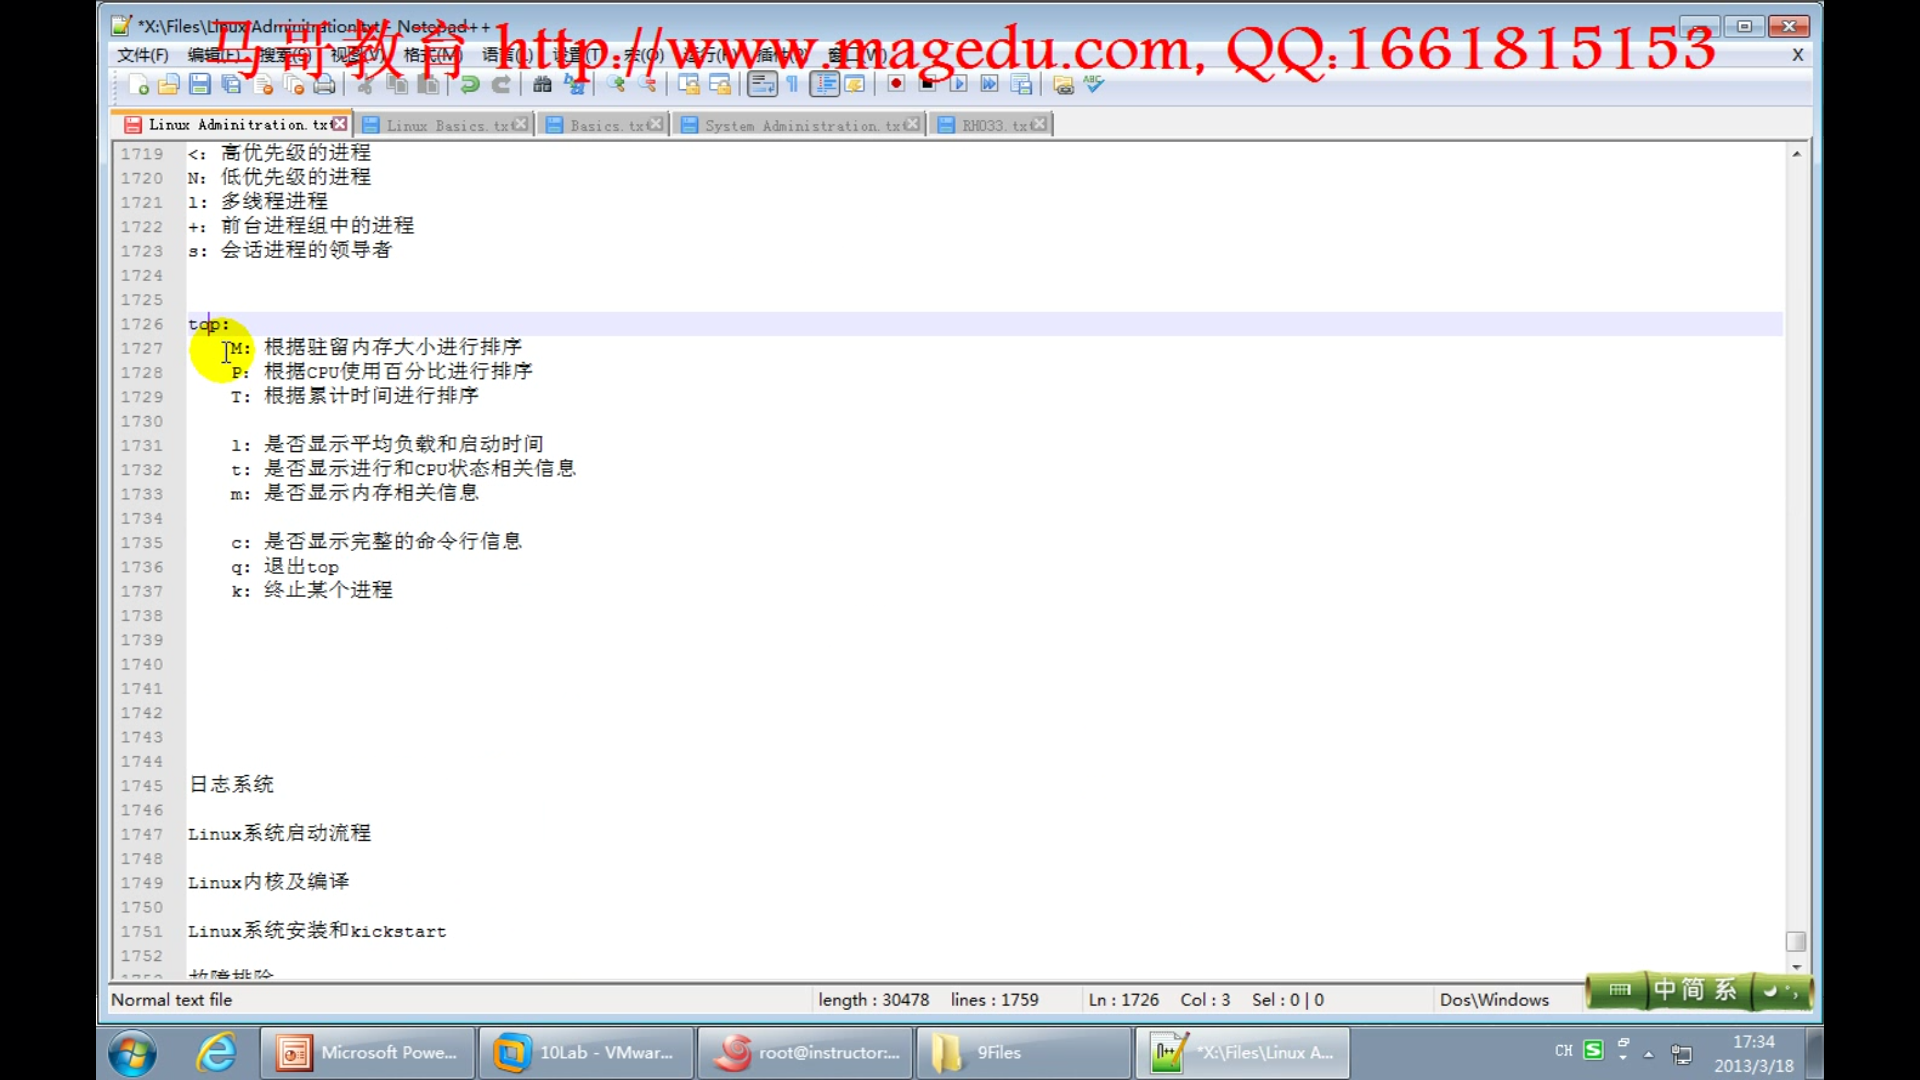 *X:\Files\Linux Adminitration.txt - Notepad++
马哥教育 http://www.magedu.com, QQ:1661815153
文件(F) 编辑(E) 搜索(S) 视图(V) 格式(M) 语言(L) 设置(T) 宏(O) 运行(R) 插件(P) 窗口(W) X
Linux Adminitration.txt Linux Basics.txt Basics.txt System Administration.txt RH033.txt
1719 <: 高优先级的进程
1720 N: 低优先级的进程
1721 l: 多线程进程
1722 +: 前台进程组中的进程
1723 s: 会话进程的领导者
1724
1725
1726 top:
1727 M: 根据驻留内存大小进行排序
1728 P: 根据CPU使用百分比进行排序
1729 T: 根据累计时间进行排序
1730
1731 l: 是否显示平均负载和启动时间
1732 t: 是否显示进行和CPU状态相关信息
1733 m: 是否显示内存相关信息
1734
1735 c: 是否显示完整的命令行信息
1736 q: 退出top
1737 k: 终止某个进程
1738
1739
1740
1741
1742
1743
1744
1745 日志系统
1746
1747 Linux系统启动流程
1748
1749 Linux内核及编译
1750
1751 Linux系统安装和kickstart
1752
1753 故障排除
Normal text file length : 30478 lines : 1759 Ln : 1726 Col : 3 Sel : 0 | 0 Dos\Windows
中简系
Microsoft Powe... 10Lab - VMwar... root@instructor:... 9Files *X:\Files\Linux A... CH 17:34
2013/3/18